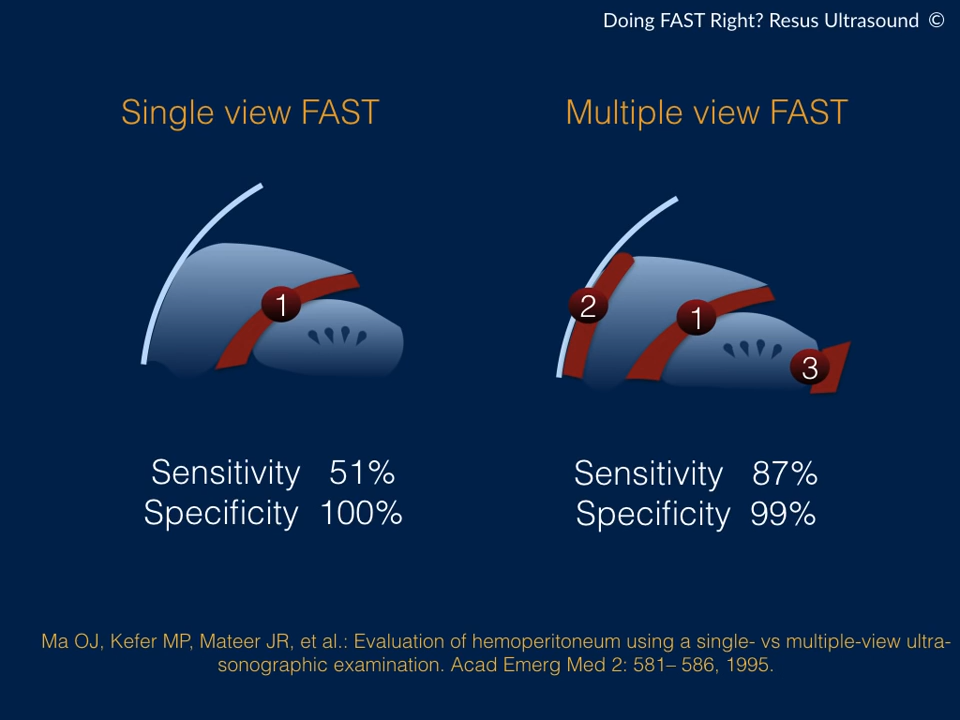 Doing FAST Right? Resus Ultrasound ©
Single view FAST
Multiple view FAST
1
2
1
3
Sensitivity 51%
Specificity 100%
Sensitivity 87%
Specificity 99%
Ma OJ, Kefer MP, Mateer JR, et al.: Evaluation of hemoperitoneum using a single- vs multiple-view ultra-
sonographic examination. Acad Emerg Med 2: 581– 586, 1995.